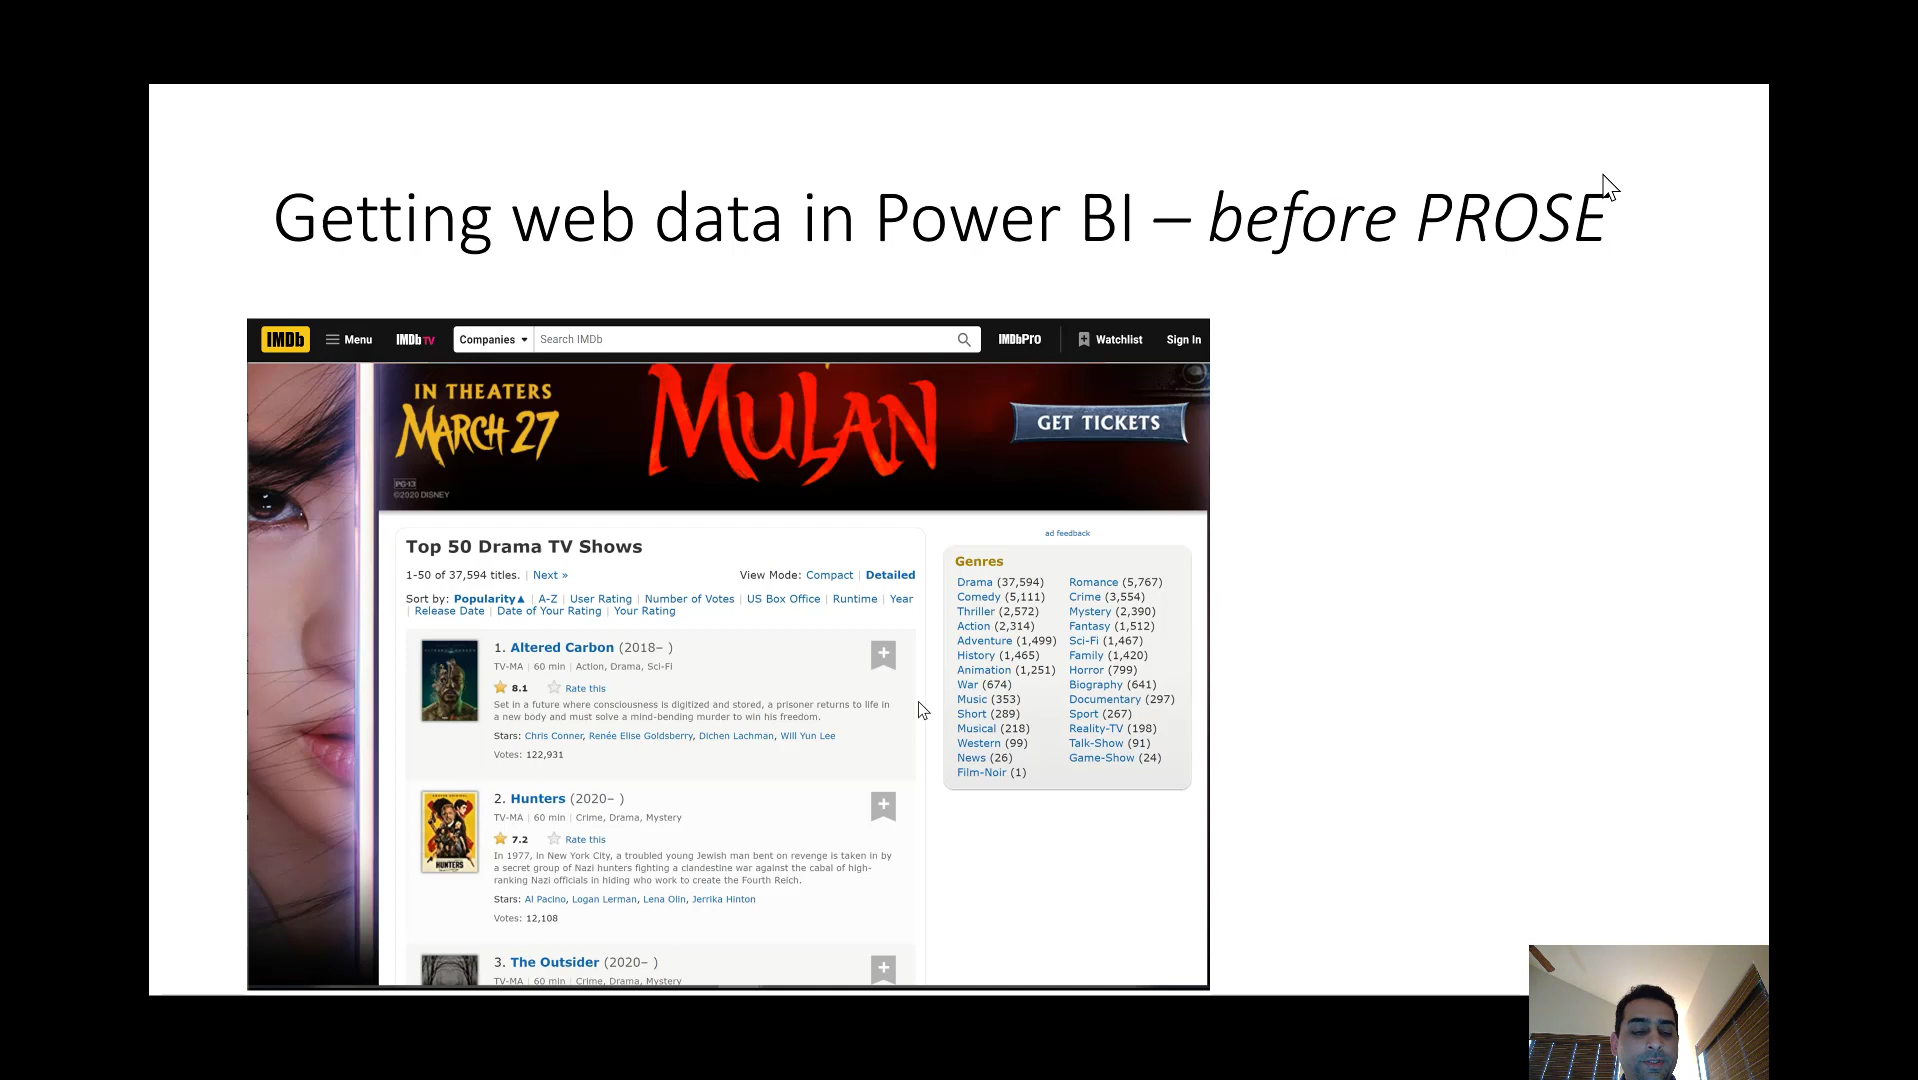 Getting web data in Power BI – before PROSE
IMDb Menu IMDb TV Companies Search IMDb IMDbPro Watchlist Sign In
IN THEATERS
MARCH 27
MULAN
GET TICKETS
PG-13
©2020 DISNEY
ad feedback
Top 50 Drama TV Shows
1-50 of 37,594 titles. | Next »
View Mode: Compact | Detailed
Sort by: Popularity▲ | A-Z | User Rating | Number of Votes | US Box Office | Runtime | Year
| Release Date | Date of Your Rating | Your Rating
1. Altered Carbon (2018– )
TV-MA | 60 min | Action, Drama, Sci-Fi
8.1 Rate this
Set in a future where consciousness is digitized and stored, a prisoner returns to life in
a new body and must solve a mind-bending murder to win his freedom.
Stars: Chris Conner, Renée Elise Goldsberry, Dichen Lachman, Will Yun Lee
Votes: 122,931
HUNTERS
2. Hunters (2020– )
TV-MA | 60 min | Crime, Drama, Mystery
7.2 Rate this
In 1977, in New York City, a troubled young Jewish man bent on revenge is taken in by
a secret group of Nazi hunters fighting a clandestine war against the cabal of high-
ranking Nazi officials in hiding who work to create the Fourth Reich.
Stars: Al Pacino, Logan Lerman, Lena Olin, Jerrika Hinton
Votes: 12,108
3. The Outsider (2020– )
TV-MA | 60 min | Crime, Drama, Mystery
Genres
Drama (37,594) Romance (5,767)
Comedy (5,111) Crime (3,554)
Thriller (2,572) Mystery (2,390)
Action (2,314) Fantasy (1,512)
Adventure (1,499) Sci-Fi (1,467)
History (1,465) Family (1,420)
Animation (1,251) Horror (799)
War (674) Biography (641)
Music (353) Documentary (297)
Short (289) Sport (267)
Musical (218) Reality-TV (198)
Western (99) Talk-Show (91)
News (26) Game-Show (24)
Film-Noir (1)